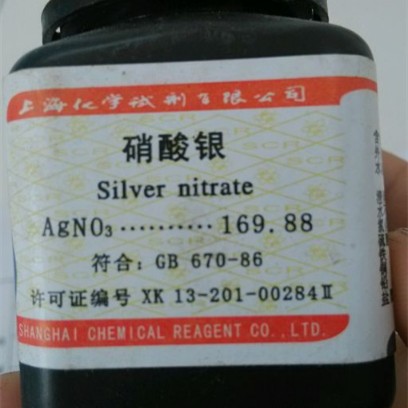 上海化学试剂有限公司
硝酸银
Silver nitrate
AgNO₃··········169.88
符合：GB 670-86
许可证编号 XK 13-201-00284Ⅱ
SHANGHAI CHEMICAL REAGENT CO., LTD.